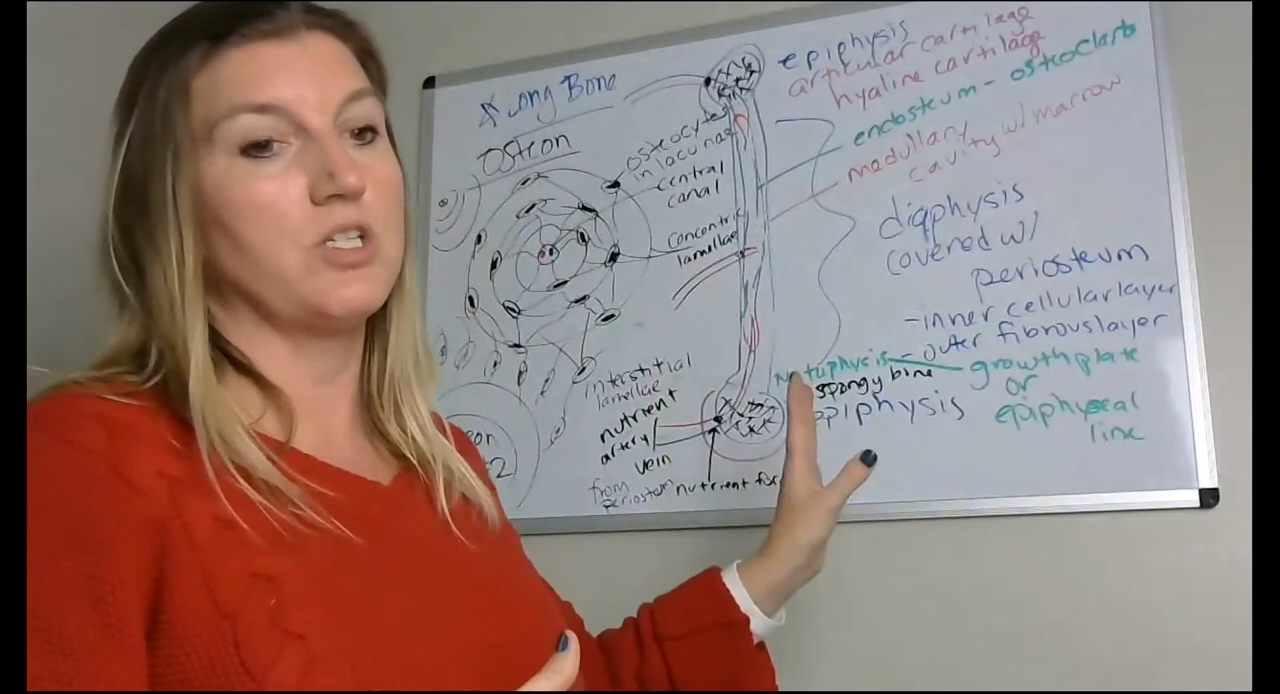 Long Bone
Osteon
osteocytes
in lacunae
central
canal
concentric
lamellae
interstitial
lamellae
nutrient
artery/
vein
from
periosteum
nutrient for
2
epiphysis
articular cartilage
hyaline cartilage
endosteum - osteoclasts
medullary
cavity w/ marrow
diaphysis
covered w/
periosteum
- inner cellular layer
- outer fibrous layer
metaphysis
growth plate
or
epiphyseal
line
spongy bone
epiphysis